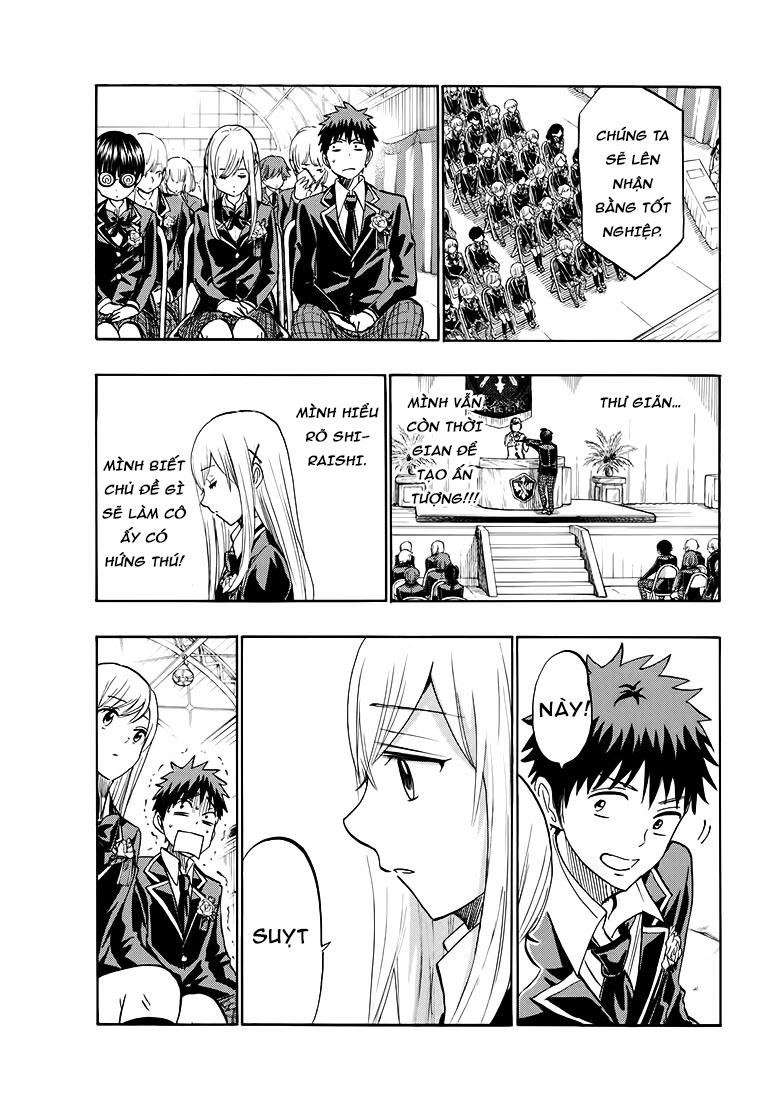 CHÚNG TA
SẼ LÊN
NHẬN
BẰNG TỐT
NGHIỆP.
THƯ GIÃN...
MÌNH VẪN
CÒN THỜI
GIAN ĐỂ
TẠO ẤN
TƯỢNG!!!
MÌNH HIỂU
RÕ SHI-
RAISHI.
MÌNH BIẾT
CHỦ ĐỀ GÌ
SẼ LÀM CÔ
ẤY CÓ
HỨNG THÚ!
NÀY!
SUỴT